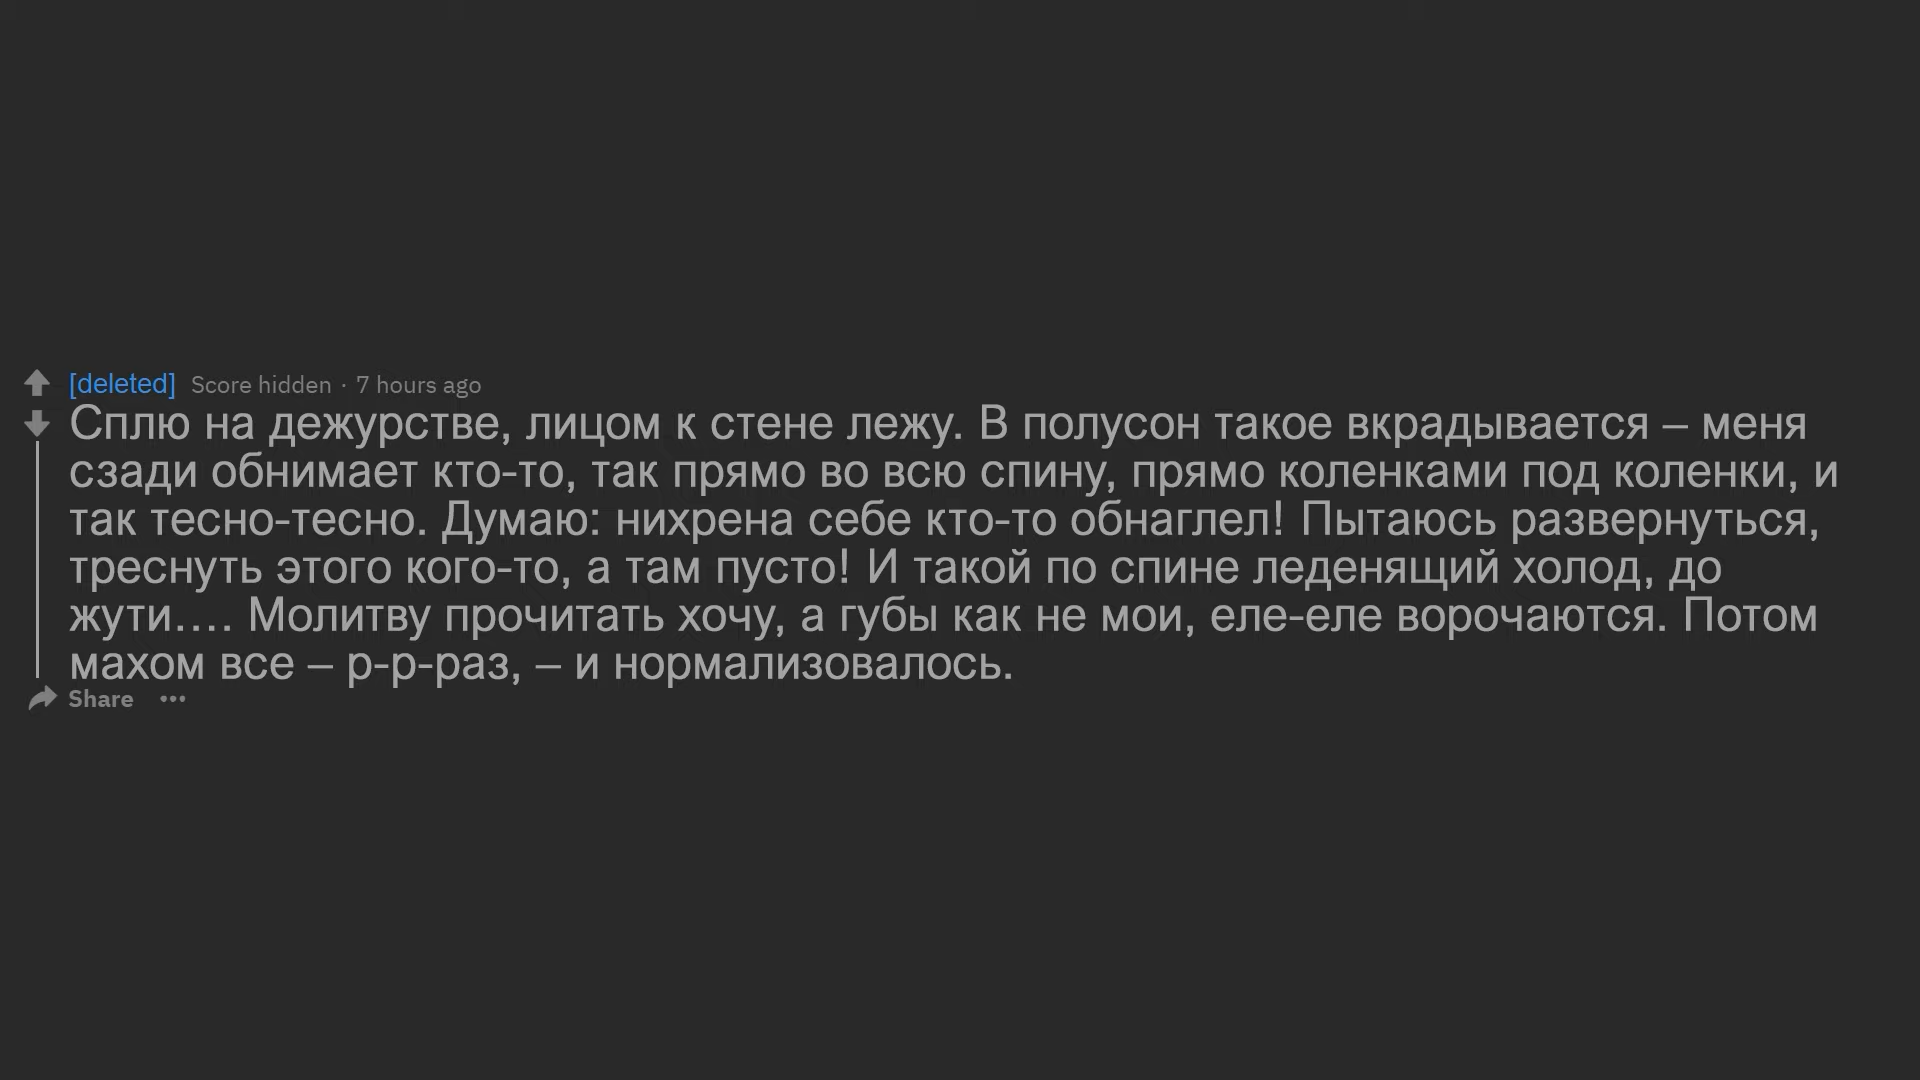 [deleted] Score hidden · 7 hours ago
Сплю на дежурстве, лицом к стене лежу. В полусон такое вкрадывается – меня
сзади обнимает кто-то, так прямо во всю спину, прямо коленками под коленки, и
так тесно-тесно. Думаю: нихрена себе кто-то обнаглел! Пытаюсь развернуться,
треснуть этого кого-то, а там пусто! И такой по спине леденящий холод, до
жути…. Молитву прочитать хочу, а губы как не мои, еле-еле ворочаются. Потом
махом все – р-р-раз, – и нормализовалось.
Share ···